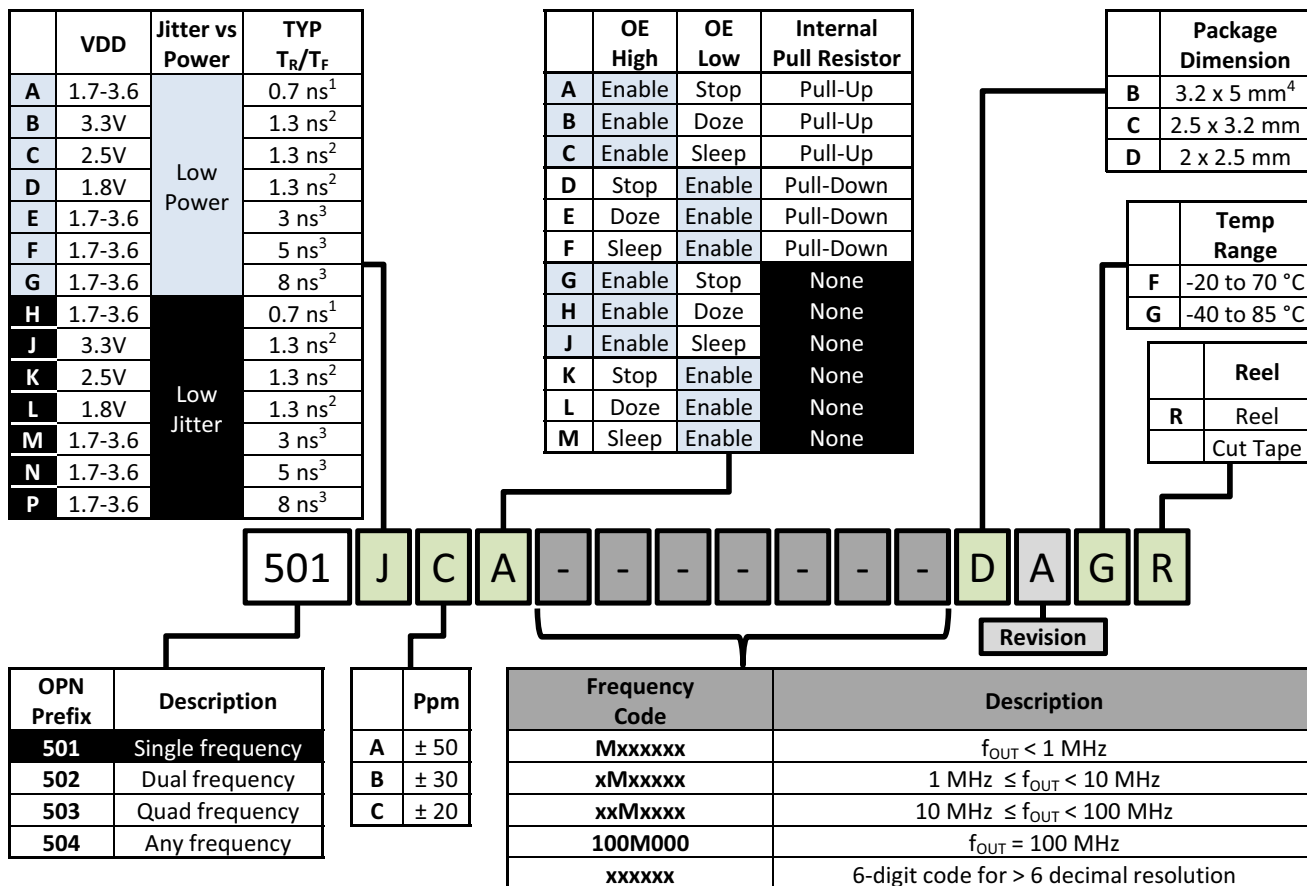 VDD Jitter vs Power TYP TR/TF
A 1.7-3.6 0.7 ns1
B 3.3V 1.3 ns2
C 2.5V 1.3 ns2
D 1.8V Low Power 1.3 ns2
E 1.7-3.6 3 ns3
F 1.7-3.6 5 ns3
G 1.7-3.6 8 ns3
H 1.7-3.6 0.7 ns1
J 3.3V 1.3 ns2
K 2.5V 1.3 ns2
L 1.8V Low Jitter 1.3 ns2
M 1.7-3.6 3 ns3
N 1.7-3.6 5 ns3
P 1.7-3.6 8 ns3
OE High OE Low Internal Pull Resistor
A Enable Stop Pull-Up
B Enable Doze Pull-Up
C Enable Sleep Pull-Up
D Stop Enable Pull-Down
E Doze Enable Pull-Down
F Sleep Enable Pull-Down
G Enable Stop None
H Enable Doze None
J Enable Sleep None
K Stop Enable None
L Doze Enable None
M Sleep Enable None
Package Dimension
B 3.2 x 5 mm4
C 2.5 x 3.2 mm
D 2 x 2.5 mm
Temp Range
F -20 to 70 °C
G -40 to 85 °C
Reel
R Reel
Cut Tape
501 J C A - - - - - - - D A G R
Revision
OPN Prefix Description
501 Single frequency
502 Dual frequency
503 Quad frequency
504 Any frequency
Ppm
A ± 50
B ± 30
C ± 20
Frequency Code Description
Mxxxxxx fOUT < 1 MHz
xMxxxxx 1 MHz ≤ fOUT < 10 MHz
xxMxxxx 10 MHz ≤ fOUT < 100 MHz
100M000 fOUT = 100 MHz
xxxxxx 6-digit code for > 6 decimal resolution